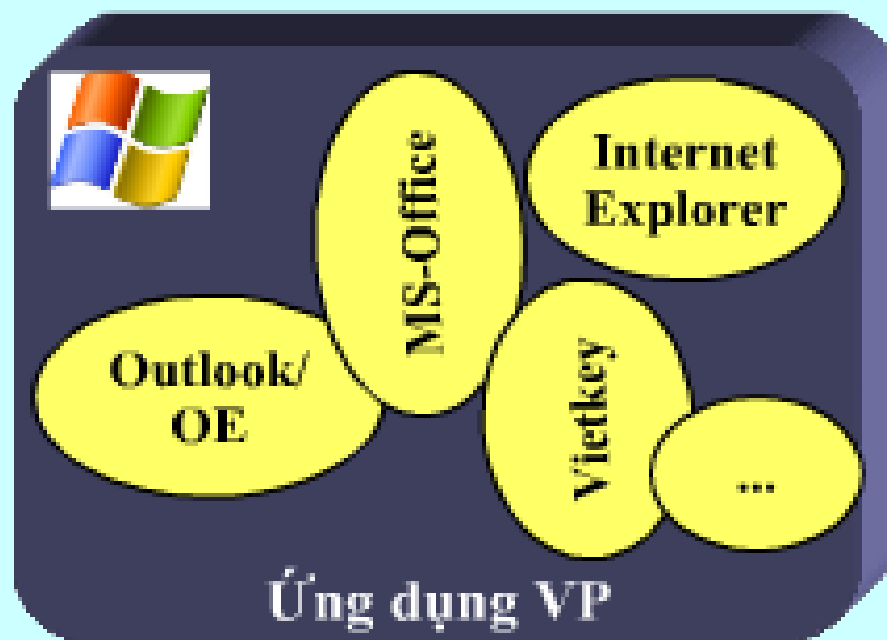 MS-Office
Internet
Explorer
Outlook/
OE
Vietkey
...
Ứng dụng VP